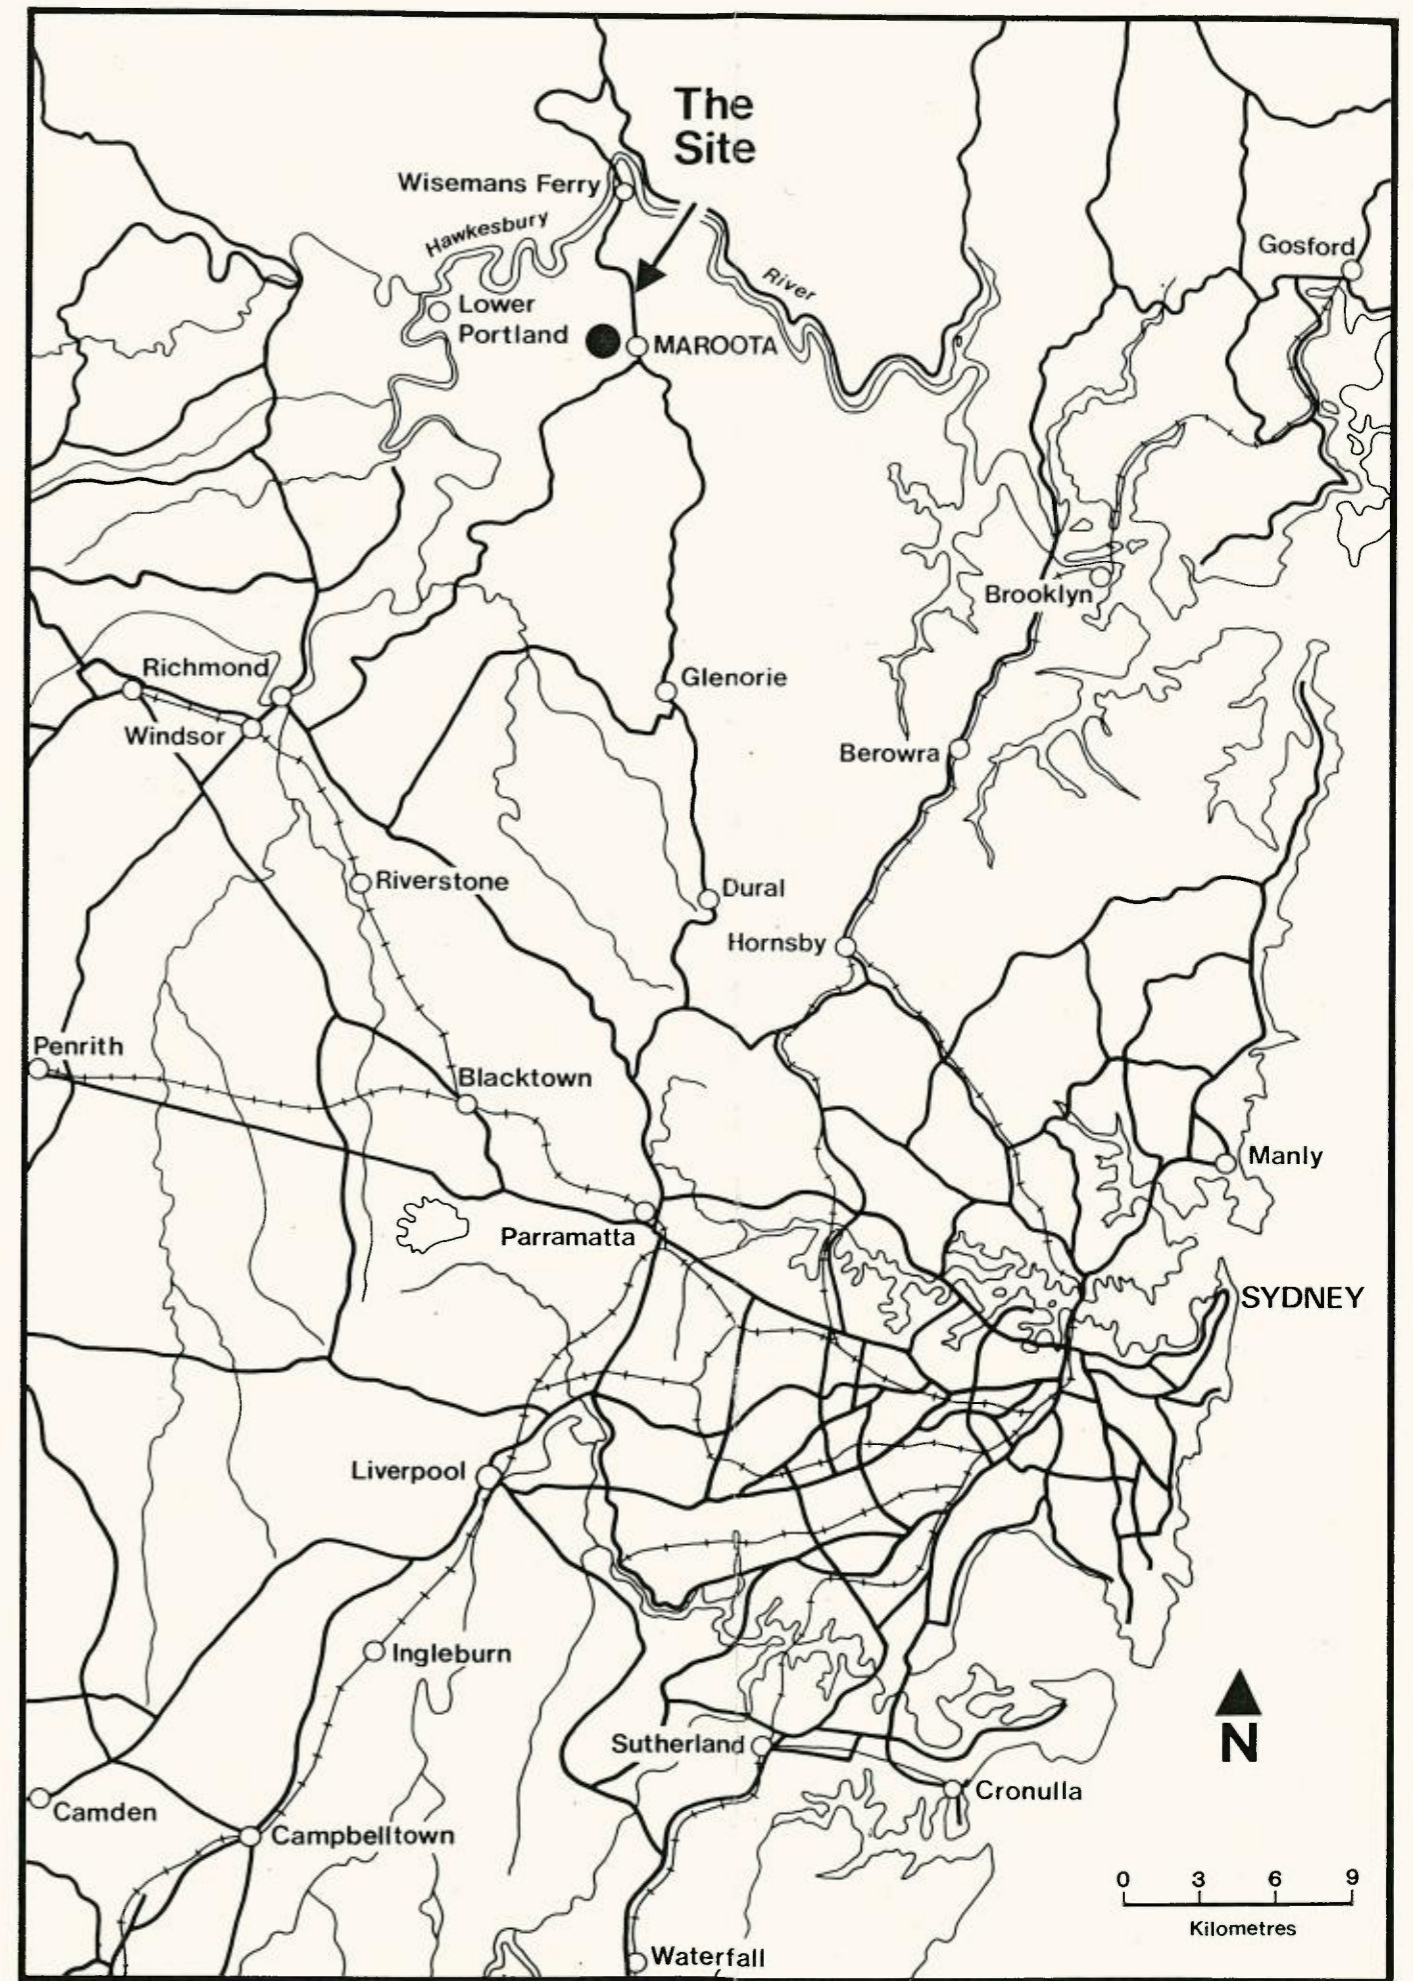 The
Site
Wisemans Ferry
Hawkesbury
River
Gosford
Lower
Portland
MAROOTA
Brooklyn
Richmond
Glenorie
Windsor
Berowra
Riverstone
Dural
Hornsby
Penrith
Blacktown
Manly
Parramatta
SYDNEY
Liverpool
Ingleburn
N
Sutherland
Cronulla
Camden
Campbelltown
0 3 6 9
Kilometres
Waterfall